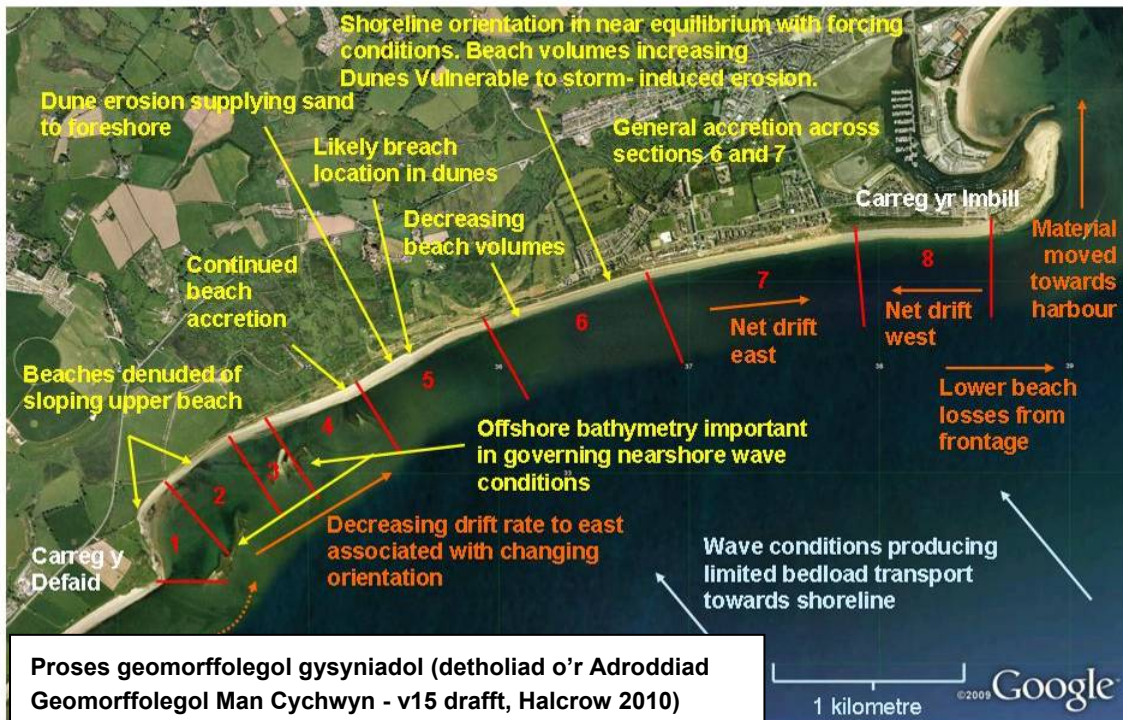 Shoreline orientation in near equilibrium with forcing
conditions. Beach volumes increasing
Dunes Vulnerable to storm- induced erosion.
Dune erosion supplying sand
to foreshore
Likely breach
location in dunes
General accretion across
sections 6 and 7
Decreasing
beach volumes
Carreg yr Imbill
Material
moved
towards
harbour
Continued
beach
accretion
Beaches denuded of
sloping upper beach
1
2
3
4
5
6
7
8
Net drift
east
Net drift
west
Lower beach
losses from
frontage
36
37
38
39
33
Offshore bathymetry important
in governing nearshore wave
conditions
Decreasing drift rate to east
associated with changing
orientation
Carreg y
Defaid
Wave conditions producing
limited bedload transport
towards shoreline
Proses geomorffolegol gysyniadol (detholiad o'r Adroddiad
Geomorffolegol Man Cychwyn - v15 drafft, Halcrow 2010)
1 kilometre
©2009 Google